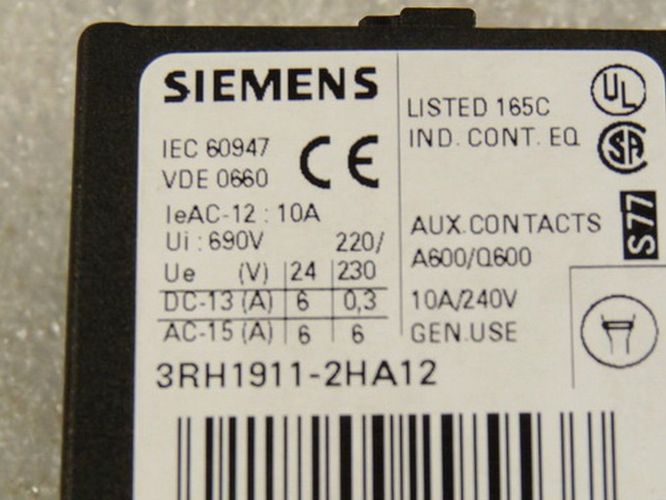 SIEMENS
IEC 60947
VDE 0660
CE
IeAC-12 : 10A
Ui : 690V 220/
Ue (V) 24 230
DC-13 (A) 6 0,3
AC-15 (A) 6 6
LISTED 165C
IND. CONT. EQ
UL
SA
AUX.CONTACTS
A600/Q600
10A/240V
GEN.USE
S 77
3RH1911-2HA12